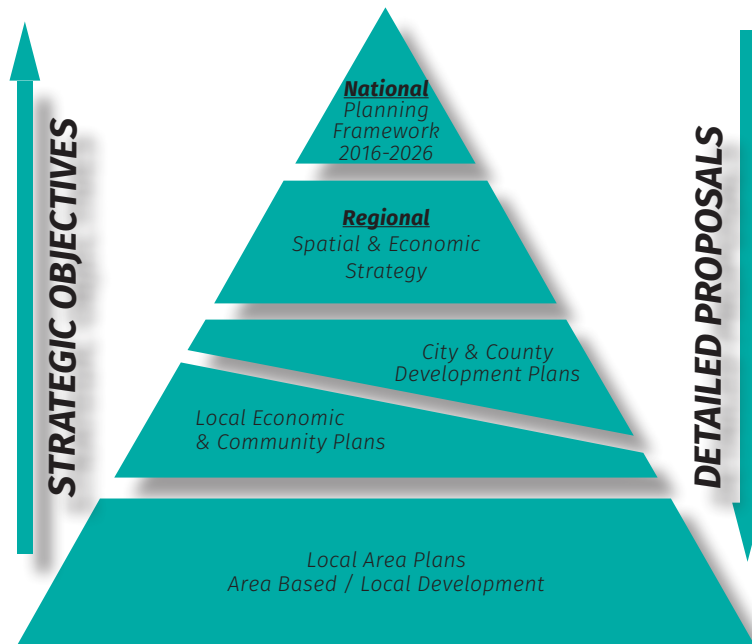 National
Planning
Framework
2016-2026
Regional
Spatial & Economic
Strategy
City & County
Development Plans
Local Economic
& Community Plans
Local Area Plans
Area Based / Local Development
STRATEGIC OBJECTIVES
DETAILED PROPOSALS